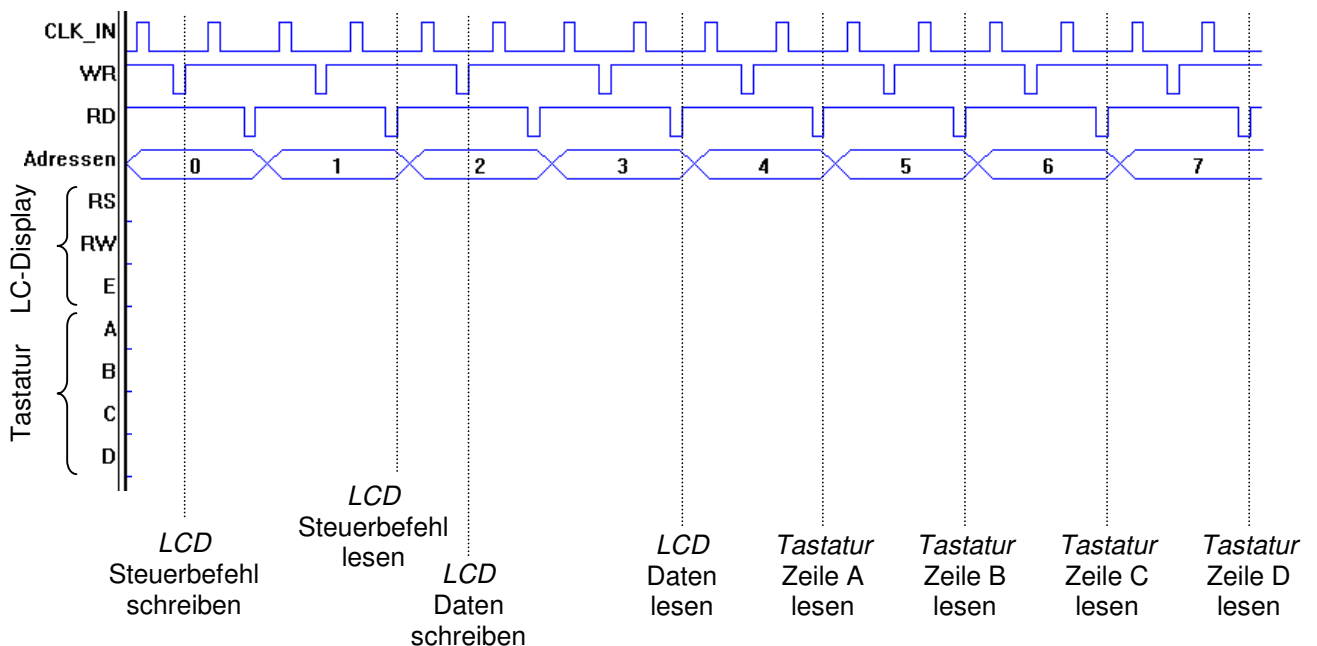 CLK_IN
WR
RD
Adressen
0 1 2 3 4 5 6 7
LC-Display
RS
RW
E
Tastatur
A
B
C
D
LCD
Steuerbefehl
schreiben
LCD
Steuerbefehl
lesen
LCD
Daten
schreiben
LCD
Daten
lesen
Tastatur
Zeile A
lesen
Tastatur
Zeile B
lesen
Tastatur
Zeile C
lesen
Tastatur
Zeile D
lesen